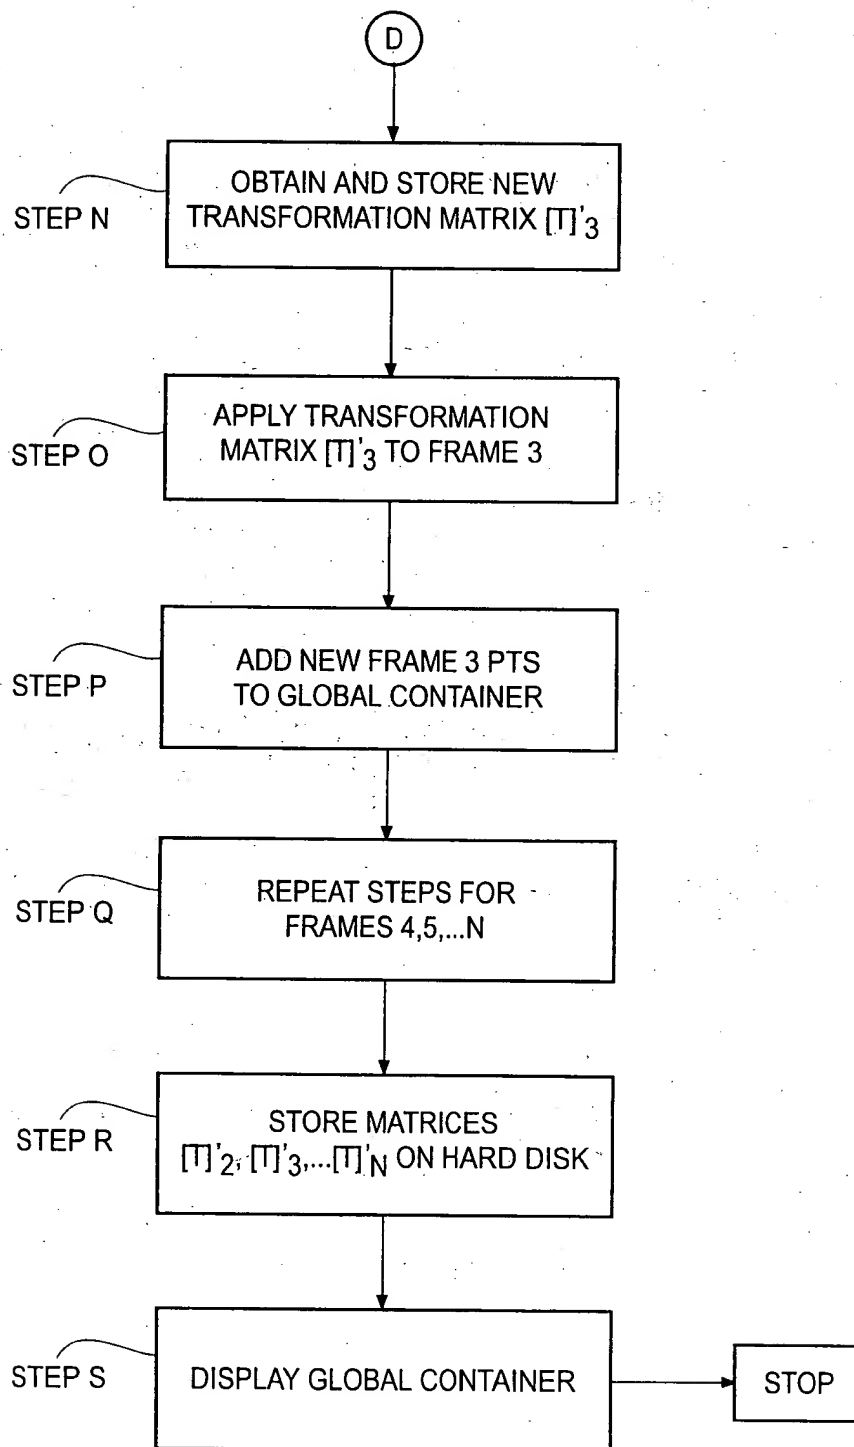 D
STEP N
OBTAIN AND STORE NEW
TRANSFORMATION MATRIX [T]'3
STEP O
APPLY TRANSFORMATION
MATRIX [T]'3 TO FRAME 3
STEP P
ADD NEW FRAME 3 PTS
TO GLOBAL CONTAINER
STEP Q
REPEAT STEPS FOR
FRAMES 4,5,...N
STEP R
STORE MATRICES
[T]'2, [T]'3,...[T]'N ON HARD DISK
STEP S
DISPLAY GLOBAL CONTAINER
STOP